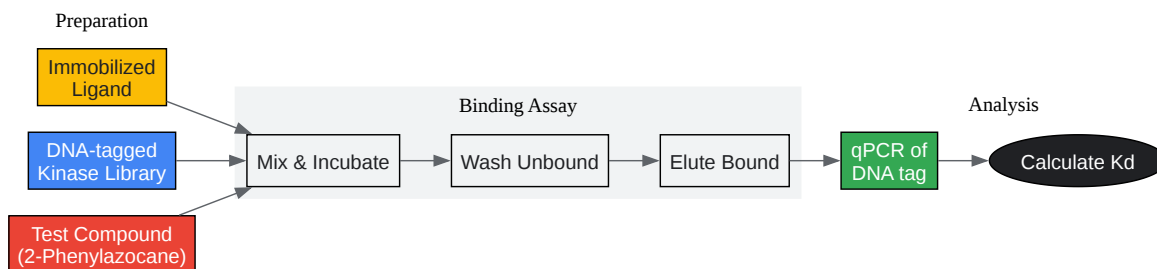 Preparation
Immobilized
Ligand
DNA-tagged
Kinase Library
Test Compound
(2-Phenylazocane)
Binding Assay
Mix & Incubate
Wash Unbound
Elute Bound
Analysis
qPCR of
DNA tag
Calculate Kd